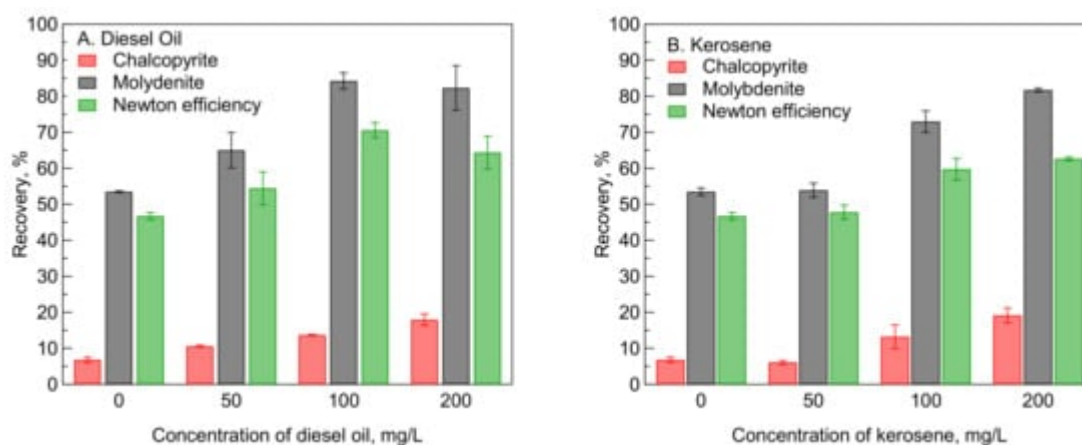 A. Diesel Oil
Chalcopyrite
Molydenite
Newton efficiency
Recovery, %
100
90
80
70
60
50
40
30
20
10
0
0 50 100 200
Concentration of diesel oil, mg/L
B. Kerosene
Chalcopyrite
Molybdenite
Newton efficiency
Recovery, %
100
90
80
70
60
50
40
30
20
10
0
0 50 100 200
Concentration of kerosene, mg/L